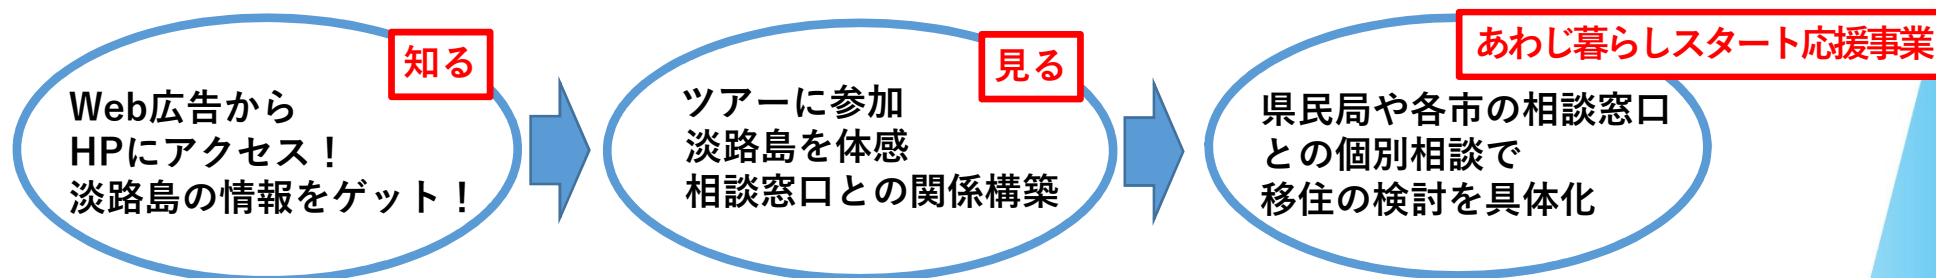 知る
Web広告から
HPにアクセス！
淡路島の情報をゲット！
見る
ツアーに参加
淡路島を体感
相談窓口との関係構築
あわじ暮らしスタート応援事業
県民局や各市の相談窓口
との個別相談で
移住の検討を具体化